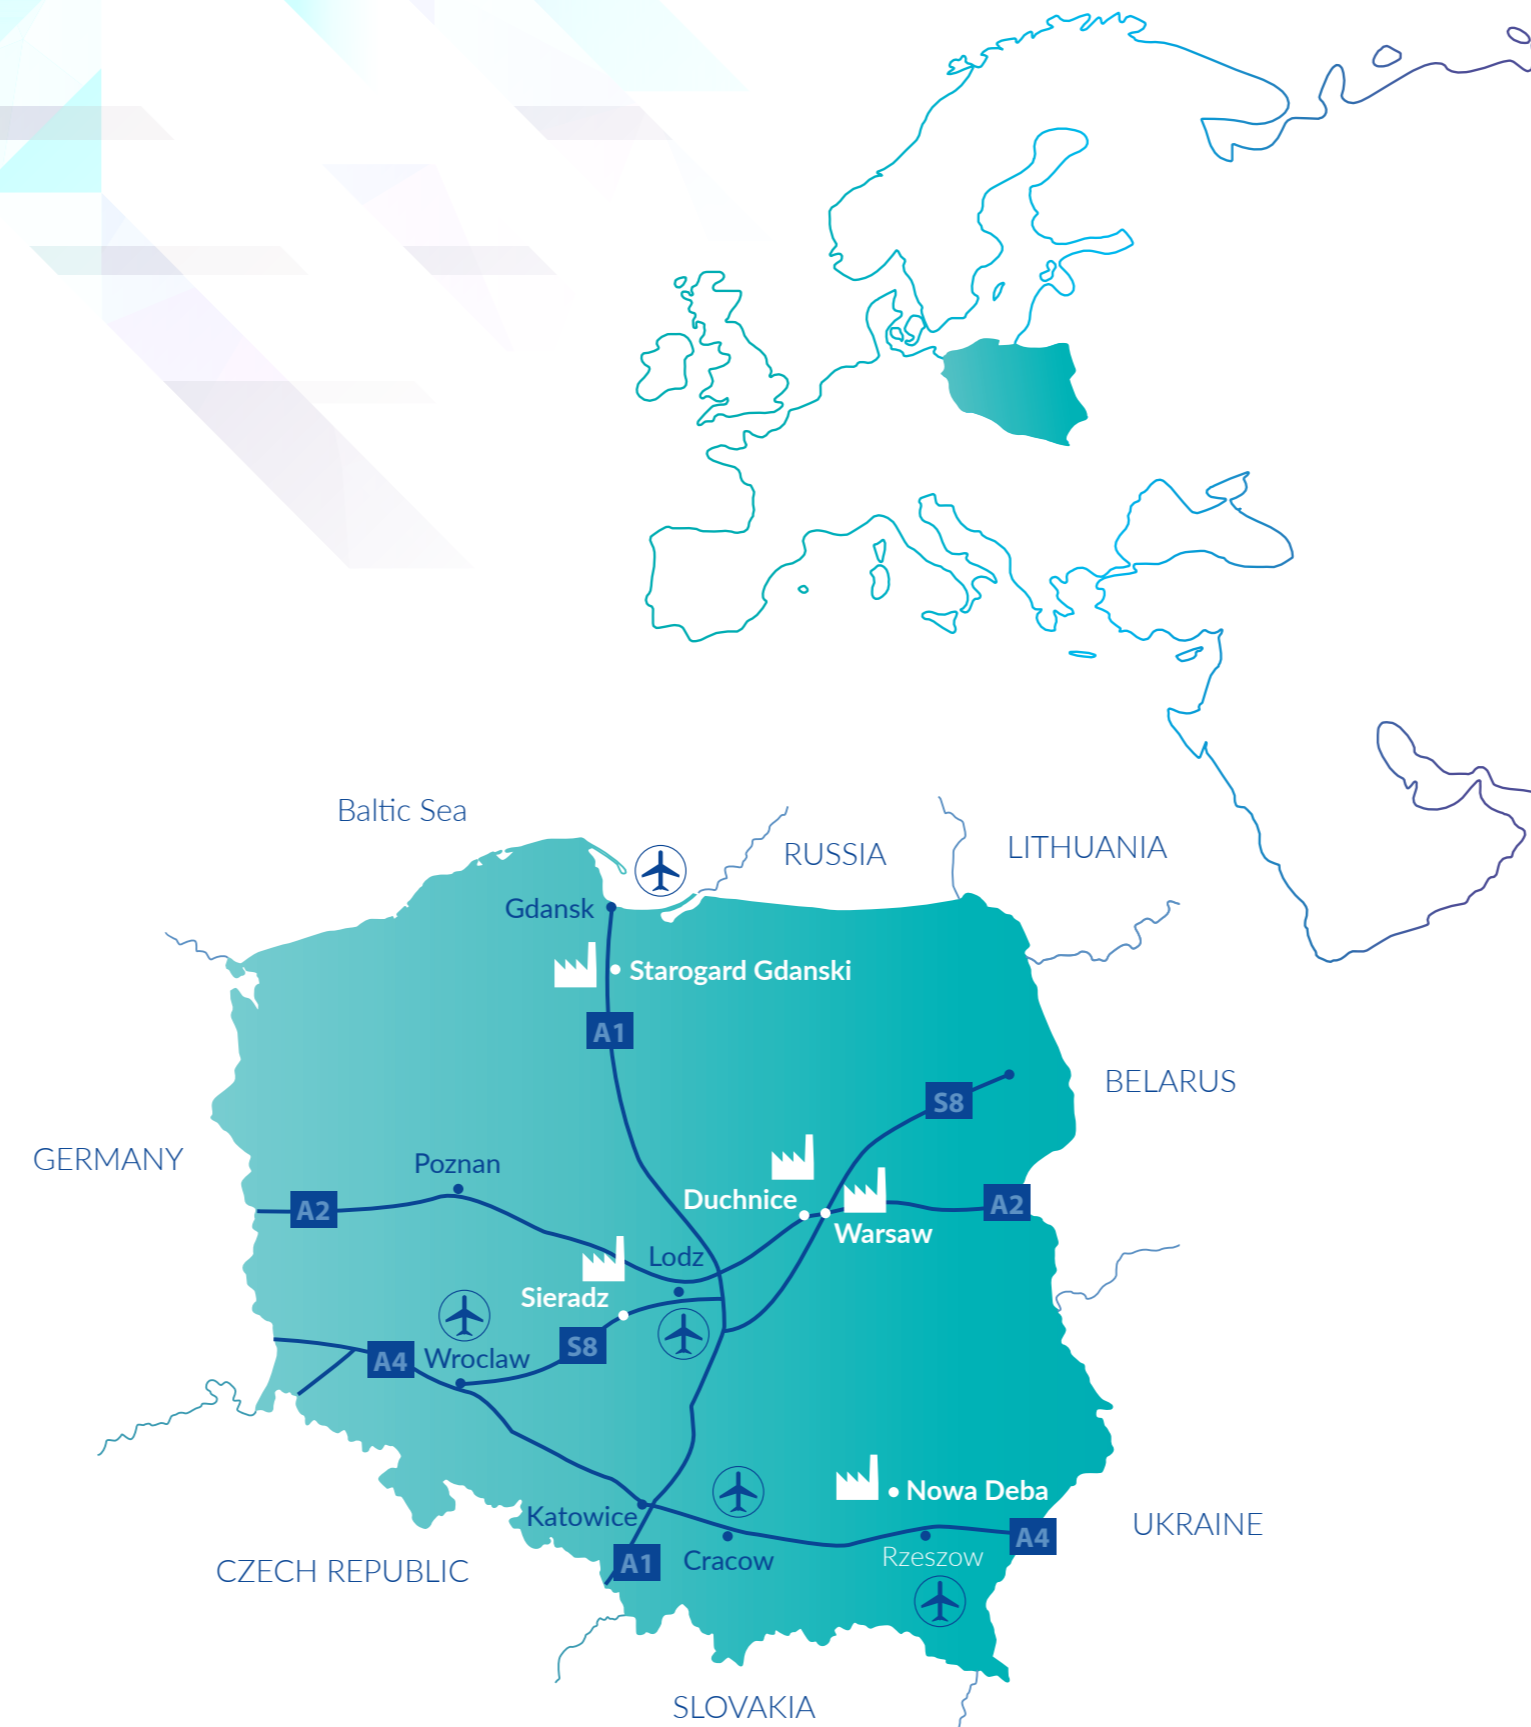 Baltic Sea
RUSSIA
LITHUANIA
Gdansk
Starogard Gdanski
A1
BELARUS
S8
GERMANY
Poznan
A2
Duchnice
A2
Warsaw
Lodz
Sieradz
S8
A4
Wroclaw
Nowa Deba
Katowice
UKRAINE
A4
A1
Cracow
Rzeszow
CZECH REPUBLIC
SLOVAKIA